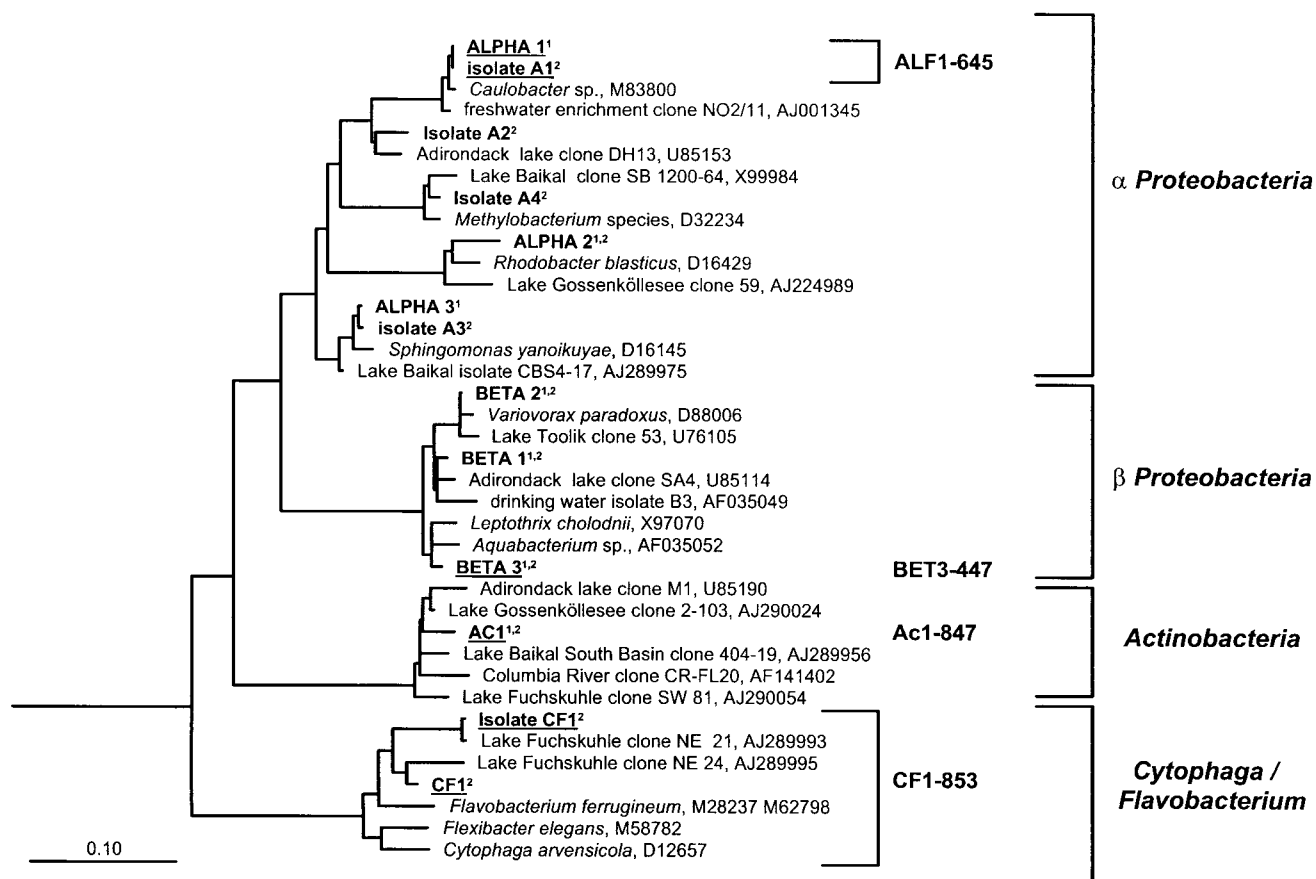 ALPHA 1¹
isolate A1²
ALF1-645
Caulobacter sp., M83800
freshwater enrichment clone NO2/11, AJ001345
Isolate A2²
Adirondack lake clone DH13, U85153
Lake Baikal clone SB 1200-64, X99984
α Proteobacteria
Isolate A4²
Methylobacterium species, D32234
ALPHA 2¹,²
Rhodobacter blasticus, D16429
Lake Gossenköllesee clone 59, AJ224989
ALPHA 3¹
isolate A3²
Sphingomonas yanoikuyae, D16145
Lake Baikal isolate CBS4-17, AJ289975
BETA 2¹,²
Variovorax paradoxus, D88006
Lake Toolik clone 53, U76105
BETA 1¹,²
Adirondack lake clone SA4, U85114
β Proteobacteria
drinking water isolate B3, AF035049
Leptothrix cholodnii, X97070
Aquabacterium sp., AF035052
BETA 3¹,²
BET3-447
Adirondack lake clone M1, U85190
Lake Gossenköllesee clone 2-103, AJ290024
AC1¹,²
Ac1-847
Actinobacteria
Lake Baikal South Basin clone 404-19, AJ289956
Columbia River clone CR-FL20, AF141402
Lake Fuchskuhle clone SW 81, AJ290054
Isolate CF1²
Lake Fuchskuhle clone NE 21, AJ289993
Lake Fuchskuhle clone NE 24, AJ289995
CF1²
CF1-853
Cytophaga /
Flavobacterium
Flavobacterium ferrugineum, M28237 M62798
Flexibacter elegans, M58782
Cytophaga arvensicola, D12657
0.10